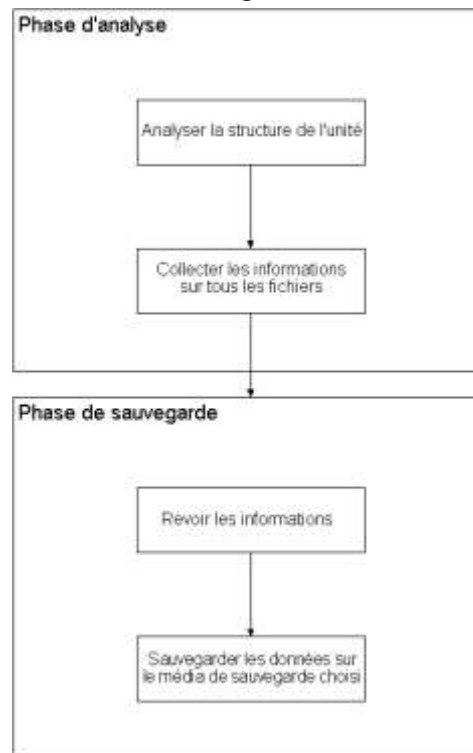 Phase d'analyse
Analyser la structure de l'unité
Collecter les informations
sur tous les fichiers
Phase de sauvegarde
Revoir les informations
Sauvegarder les données sur
le média de sauvegarde choisi